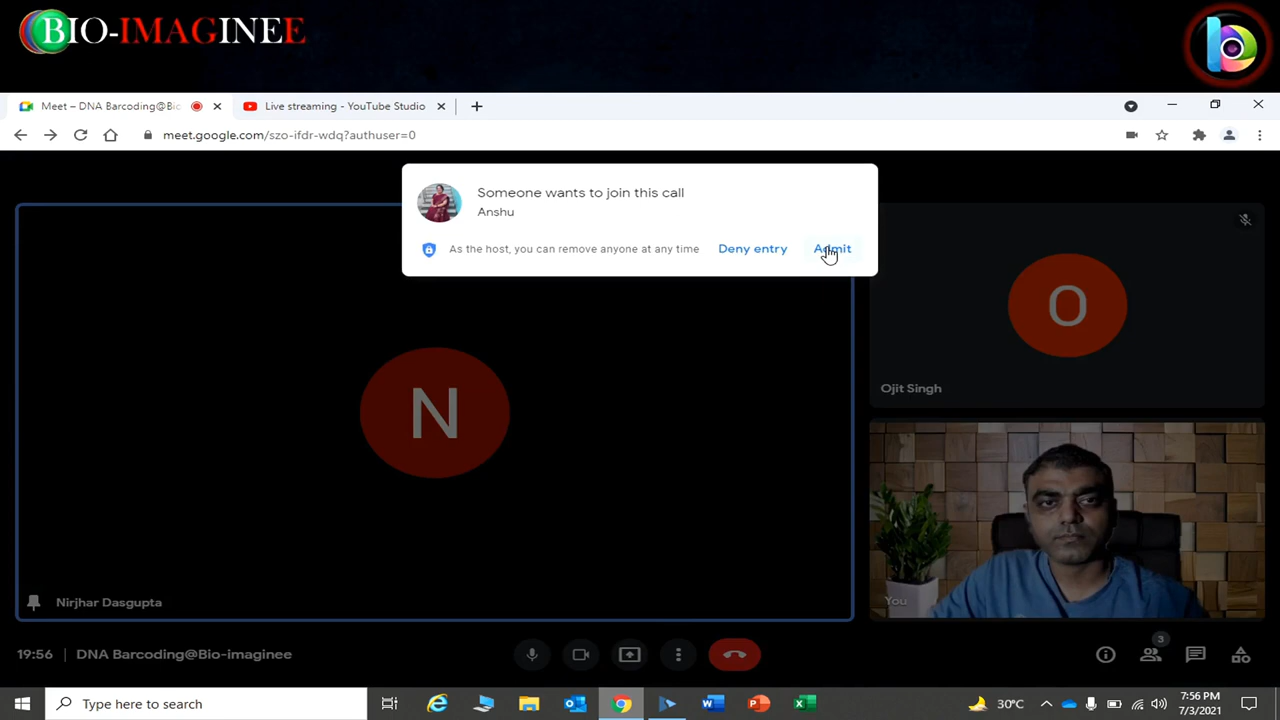 BIO-IMAGINEE
Meet – DNA Barcoding@Bio
Live streaming - YouTube Studio
meet.google.com/szo-ifdr-wdq?authuser=0
Someone wants to join this call
Anshu
As the host, you can remove anyone at any time
Deny entry
Admit
O
Ojit Singh
N
Nirjhar Dasgupta
You
19:56 | DNA Barcoding@Bio-imaginee
3
Type here to search
30°C
7:56 PM
7/3/2021